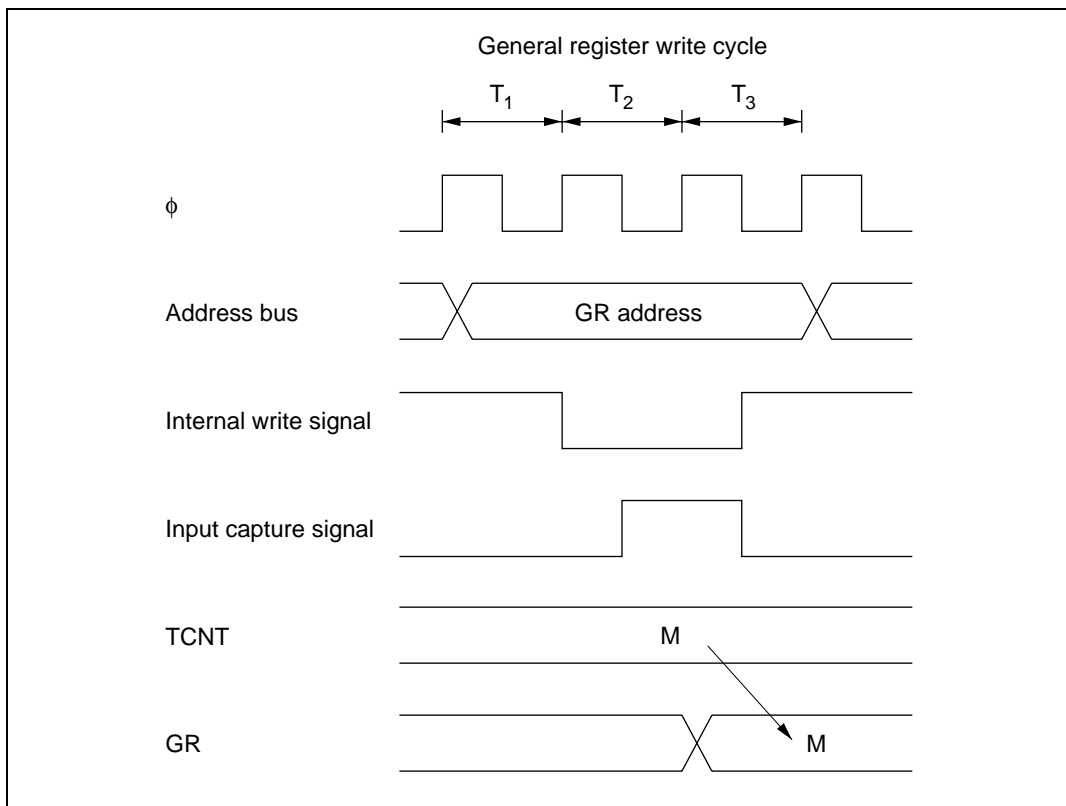 General register write cycle
T1 T2 T3
ϕ
Address bus GR address
Internal write signal
Input capture signal
TCNT M
GR M